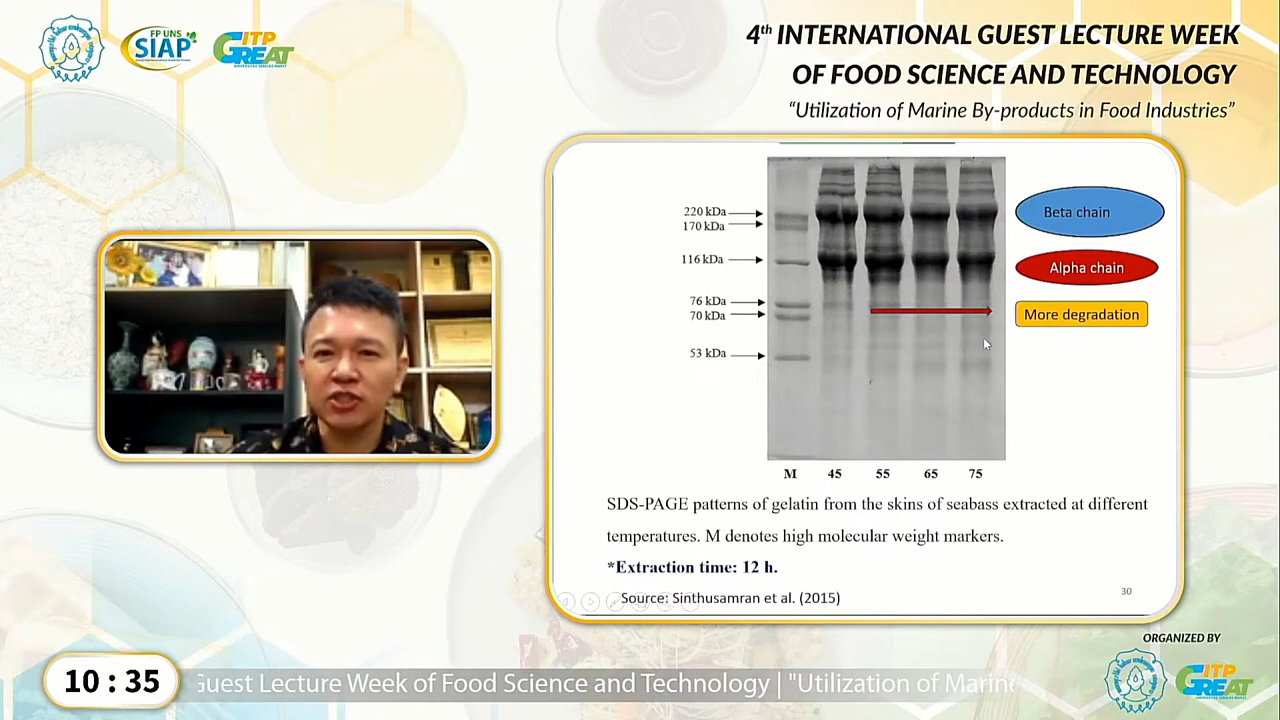 FP UNS
SIAP
ITP
GREAT
4th INTERNATIONAL GUEST LECTURE WEEK
OF FOOD SCIENCE AND TECHNOLOGY
“Utilization of Marine By-products in Food Industries”
220 kDa
170 kDa
116 kDa
76 kDa
70 kDa
53 kDa
Beta chain
Alpha chain
More degradation
M 45 55 65 75
SDS-PAGE patterns of gelatin from the skins of seabass extracted at different
temperatures. M denotes high molecular weight markers.
*Extraction time: 12 h.
Source: Sinthusamran et al. (2015)
30
ORGANIZED BY
ITP
GREAT
10 : 35
Guest Lecture Week of Food Science and Technology | "Utilization of Marine